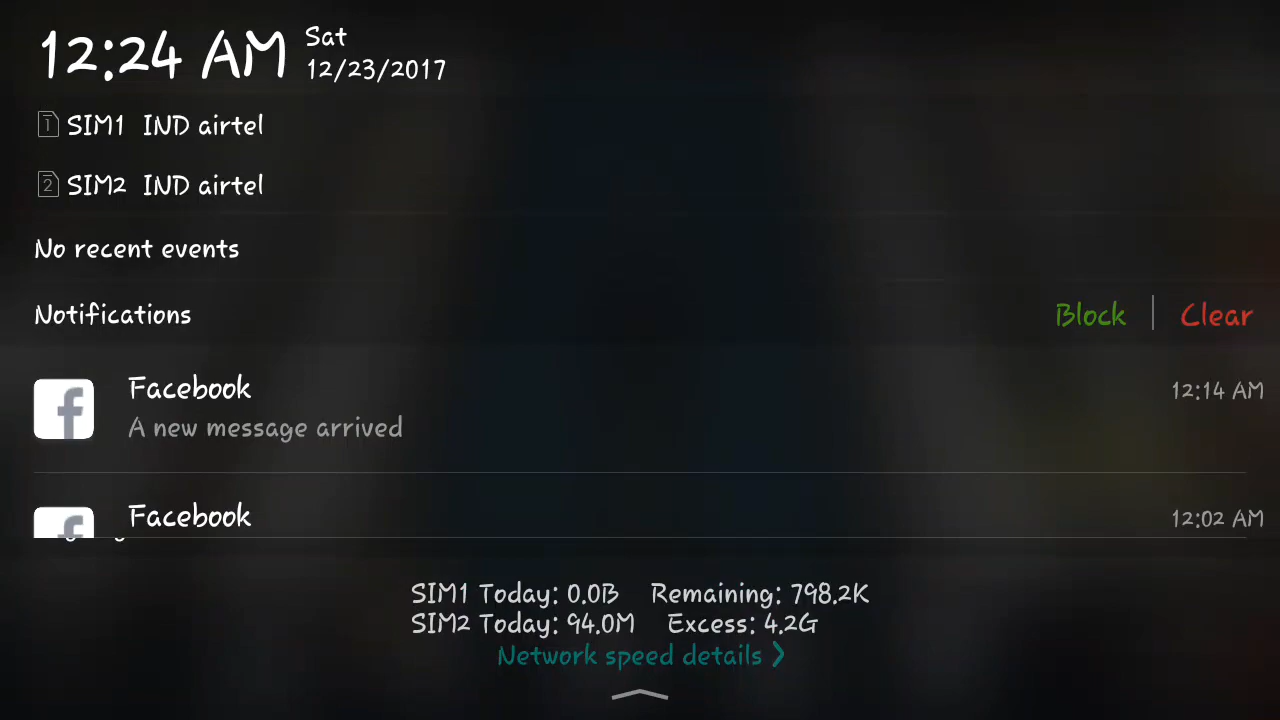 12:24 AM Sat
12/23/2017
1 SIM1 IND airtel
2 SIM2 IND airtel
No recent events
Notifications Block | Clear
f Facebook 12:14 AM
A new message arrived
f Facebook 12:02 AM
SIM1 Today: 0.0B Remaining: 798.2K
SIM2 Today: 94.0M Excess: 4.2G
Network speed details